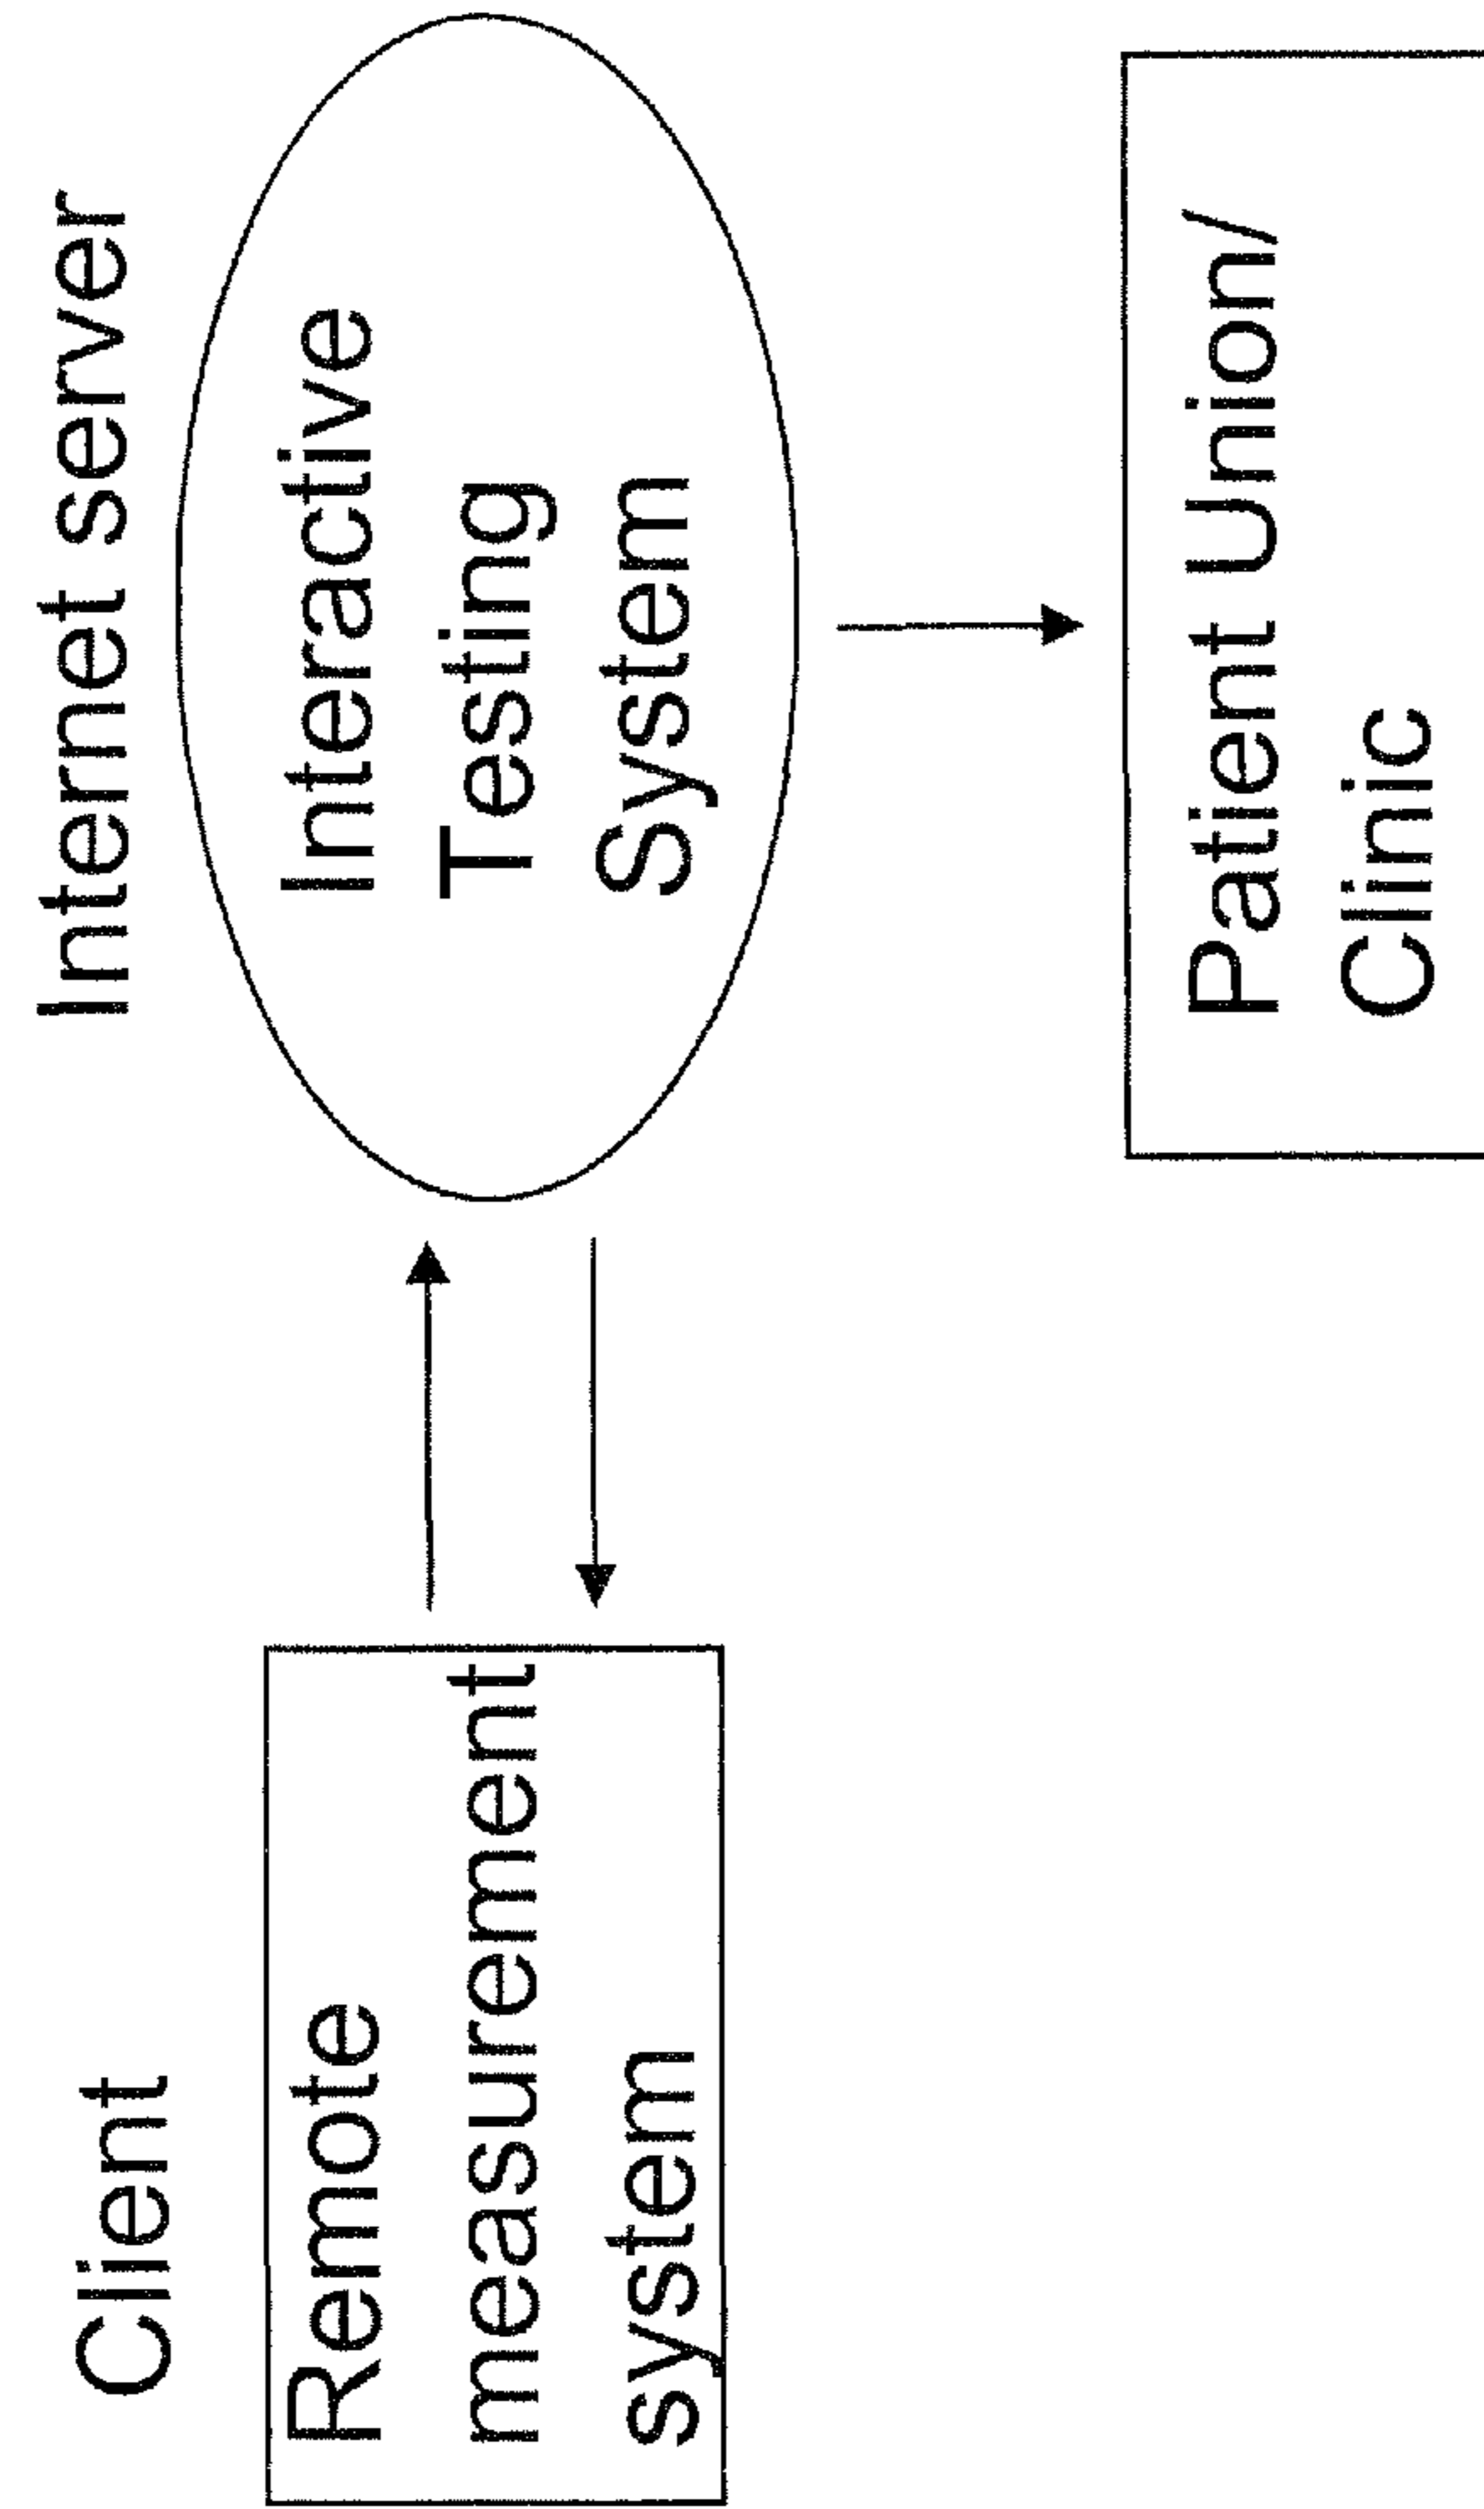 Client
Remote
measurement
system
Internet server
Interactive
Testing
System
Patient Union/
Clinic